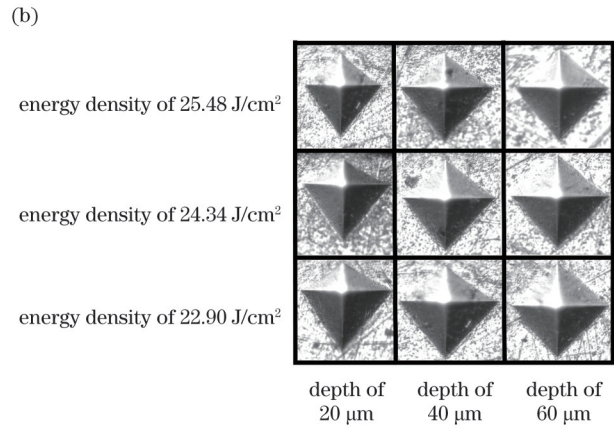 (b)
energy density of 25.48 J/cm²
energy density of 24.34 J/cm²
energy density of 22.90 J/cm²
depth of depth of depth of
20 μm 40 μm 60 μm